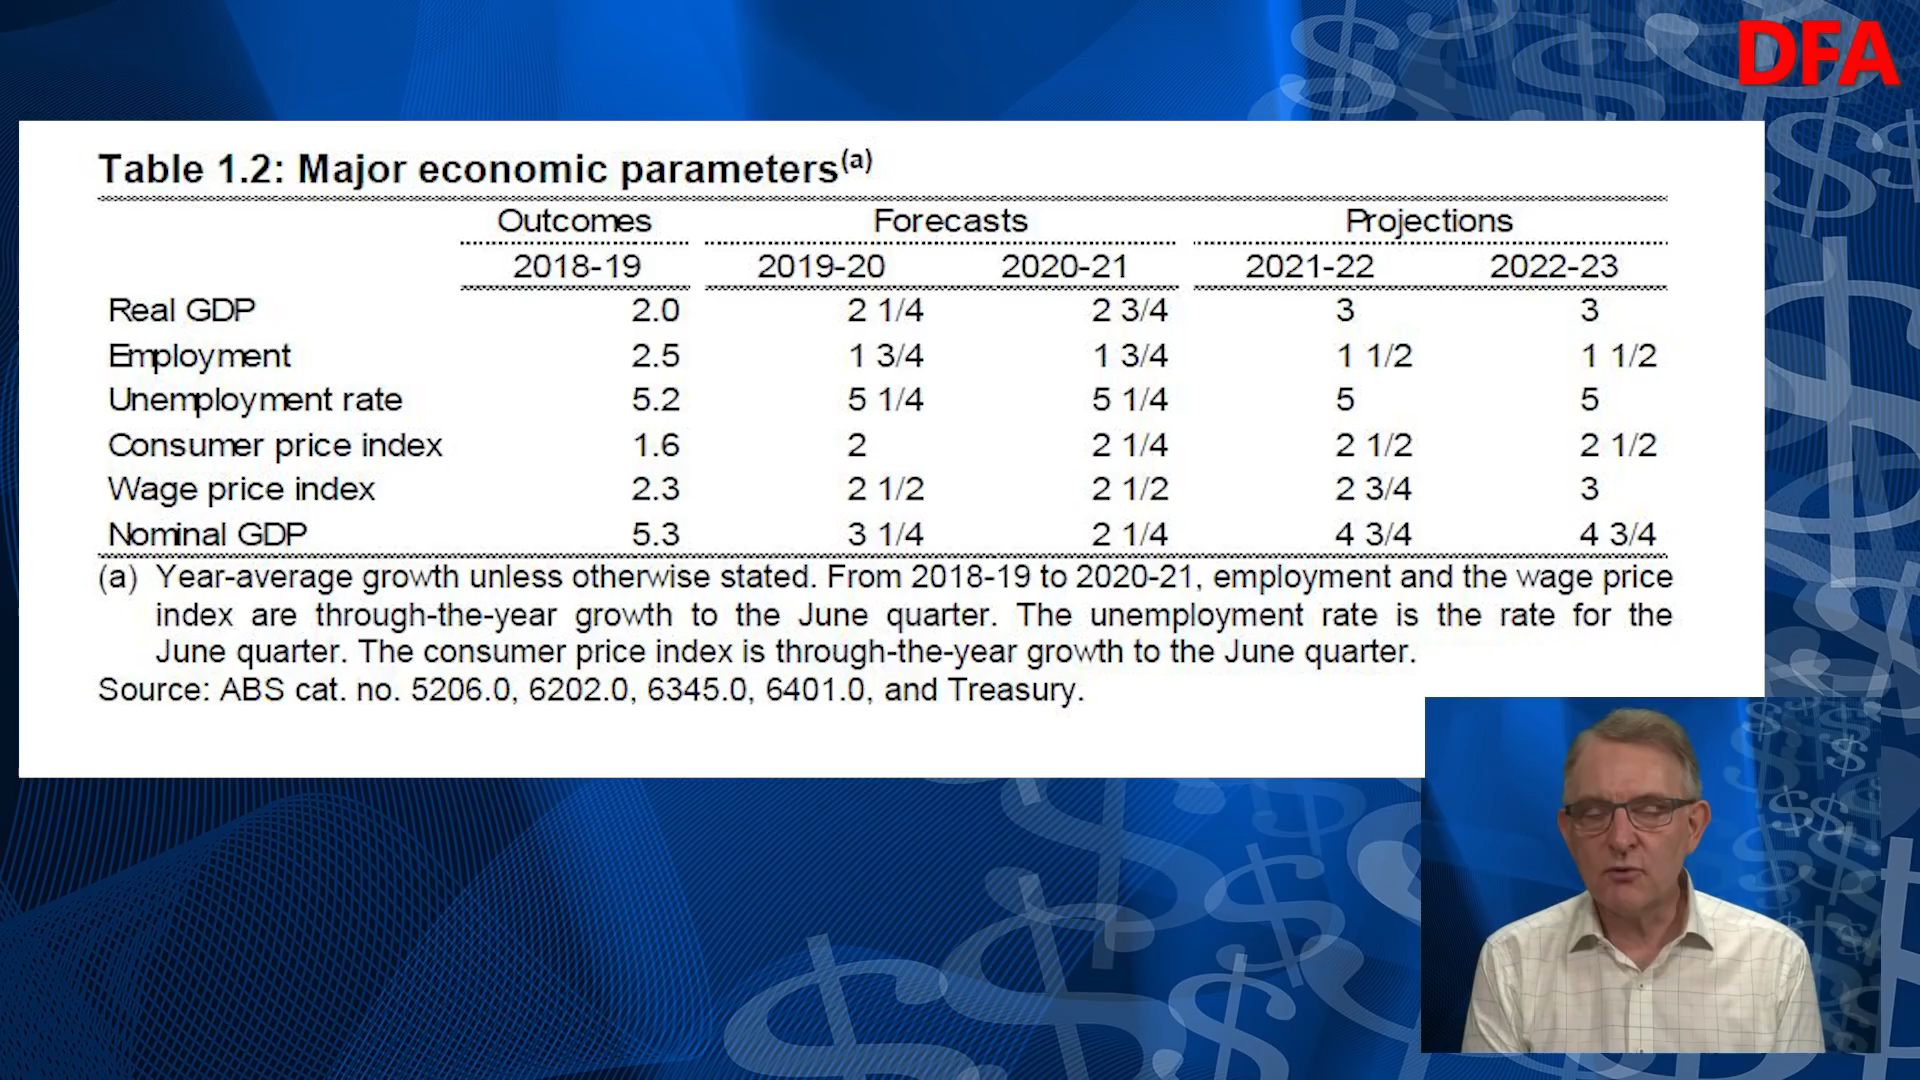 DFA
Table 1.2: Major economic parameters(a)
Outcomes Forecasts Projections
2018-19 2019-20 2020-21 2021-22 2022-23
Real GDP 2.0 2 1/4 2 3/4 3 3
Employment 2.5 1 3/4 1 3/4 1 1/2 1 1/2
Unemployment rate 5.2 5 1/4 5 1/4 5 5
Consumer price index 1.6 2 2 1/4 2 1/2 2 1/2
Wage price index 2.3 2 1/2 2 1/2 2 3/4 3
Nominal GDP 5.3 3 1/4 2 1/4 4 3/4 4 3/4
(a) Year-average growth unless otherwise stated. From 2018-19 to 2020-21, employment and the wage price
index are through-the-year growth to the June quarter. The unemployment rate is the rate for the
June quarter. The consumer price index is through-the-year growth to the June quarter.
Source: ABS cat. no. 5206.0, 6202.0, 6345.0, 6401.0, and Treasury.